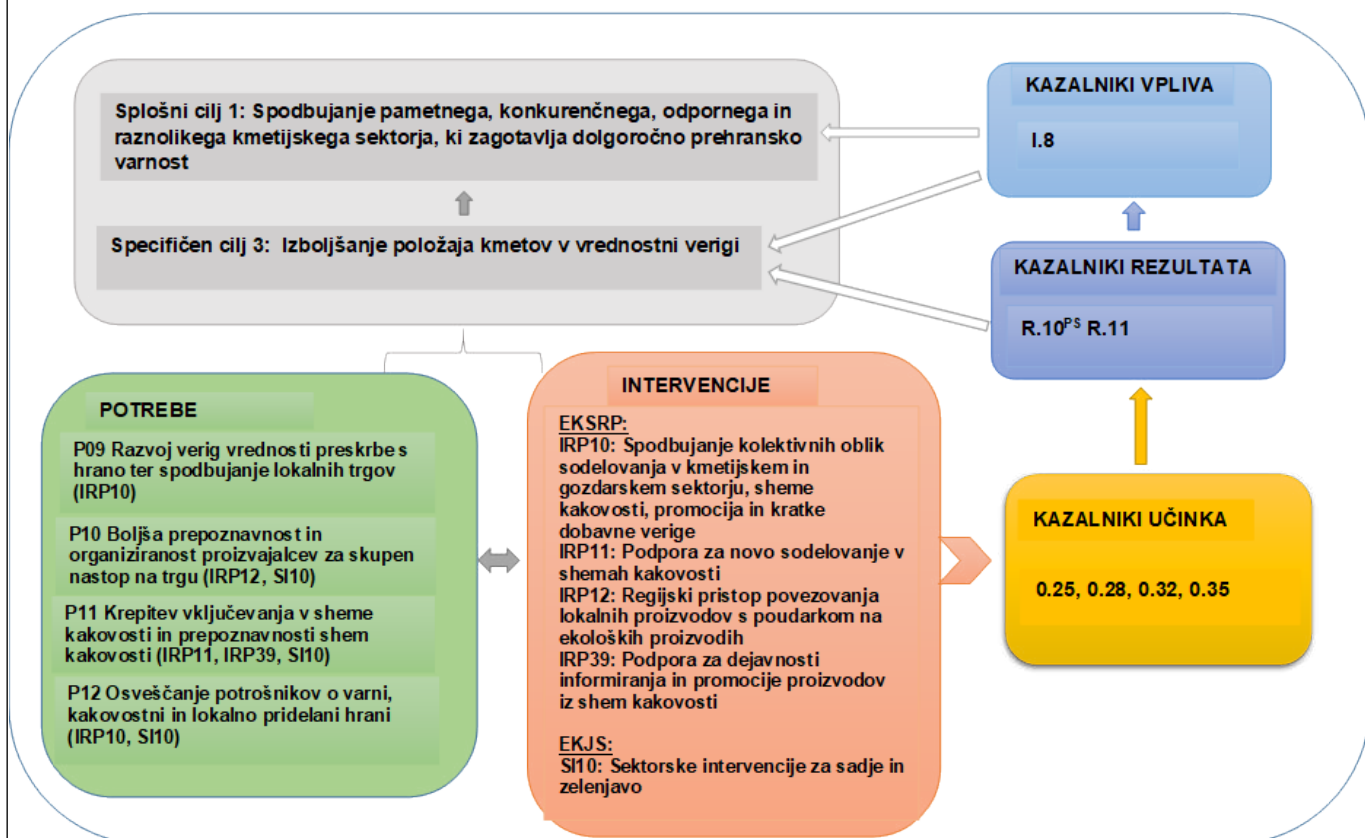 Splošni cilj 1: Spodbujanje pametnega, konkurenčnega, odpornega in
raznolikega kmetijskega sektorja, ki zagotavlja dolgoročno prehransko
varnost
Specifičen cilj 3: Izboljšanje položaja kmetov v vrednostni verigi
KAZALNIKI VPLIVA
I.8
KAZALNIKI REZULTATA
R.10PS R.11
POTREBE
P09 Razvoj verig vrednosti preskrbe s
hrano ter spodbujanje lokalnih trgov
(IRP10)
P10 Boljša prepoznavnost in
organiziranost proizvajalcev za skupen
nastop na trgu (IRP12, SI10)
P11 Krepitev vključevanja v sheme
kakovosti in prepoznavnosti shem
kakovosti (IRP11, IRP39, SI10)
P12 Osveščanje potrošnikov o varni,
kakovostni in lokalno pridelani hrani
(IRP10, SI10)
INTERVENCIJE
EKSRP:
IRP10: Spodbujanje kolektivnih oblik
sodelovanja v kmetijskem in
gozdarskem sektorju, sheme
kakovosti, promocija in kratke
dobavne verige
IRP11: Podpora za novo sodelovanje v
shemah kakovosti
IRP12: Regijski pristop povezovanja
lokalnih proizvodov s poudarkom na
ekoloških proizvodih
IRP39: Podpora za dejavnosti
informiranja in promocije proizvodov
iz shem kakovosti
EKJS:
SI10: Sektorske intervencije za sadje in
zelenjavo
KAZALNIKI UČINKA
0.25, 0.28, 0.32, 0.35